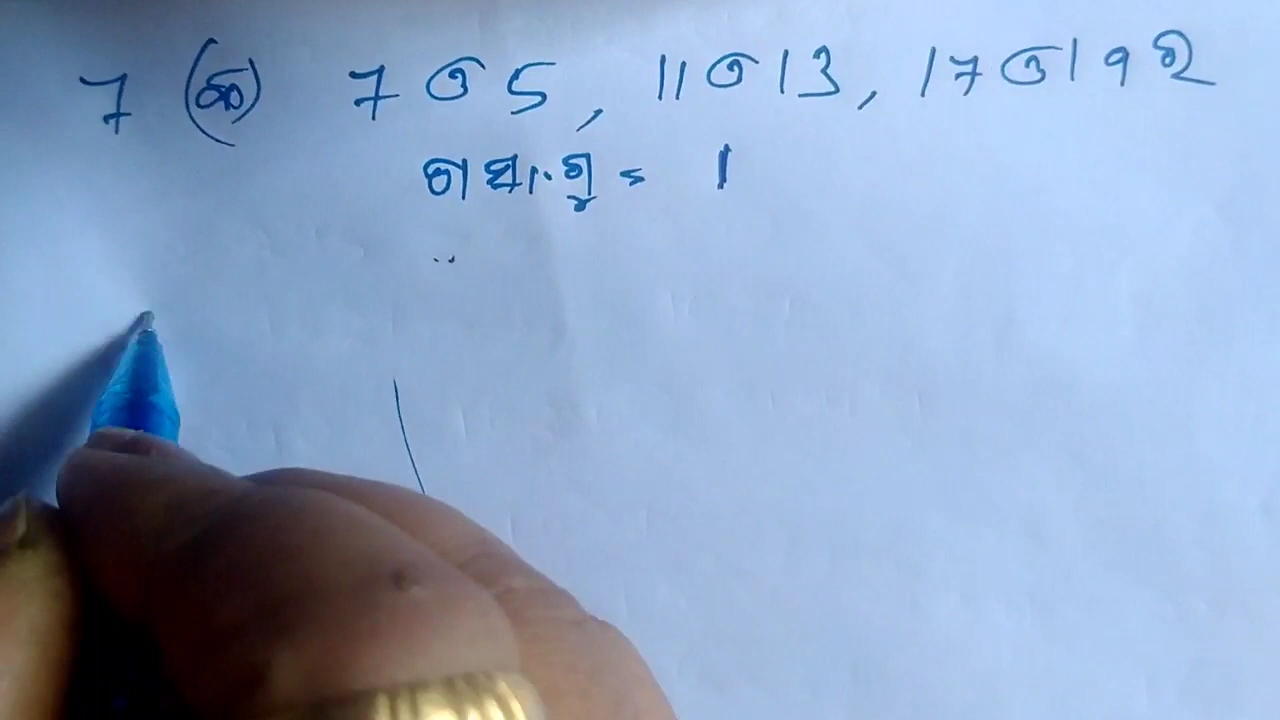 7 (କ) 7 ଓ 5, 11 ଓ 13, 17 ଓ 19 ର
ଗ.ସା.ଗୁ = 1